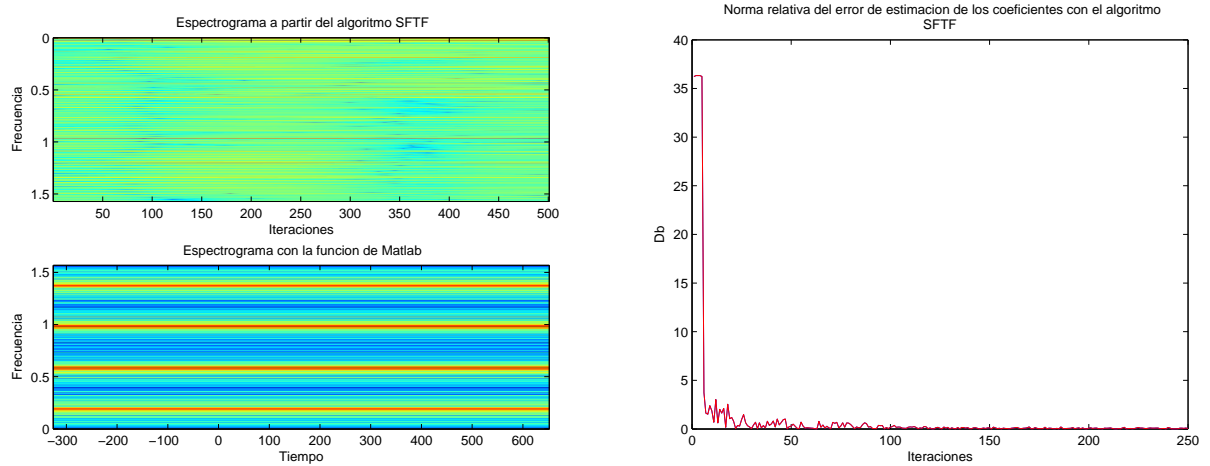 Espectrograma a partir del algoritmo SFTF
0
0.5
1
1.5
Frecuencia
50 100 150 200 250 300 350 400 450 500
Iteraciones
Espectrograma con la funcion de Matlab
1.5
1
0.5
0
Frecuencia
−300 −200 −100 0 100 200 300 400 500 600
Tiempo
Norma relativa del error de estimacion de los coeficientes con el algoritmo
SFTF
40
35
30
25
20
15
10
5
0
Db
0 50 100 150 200 250
Iteraciones